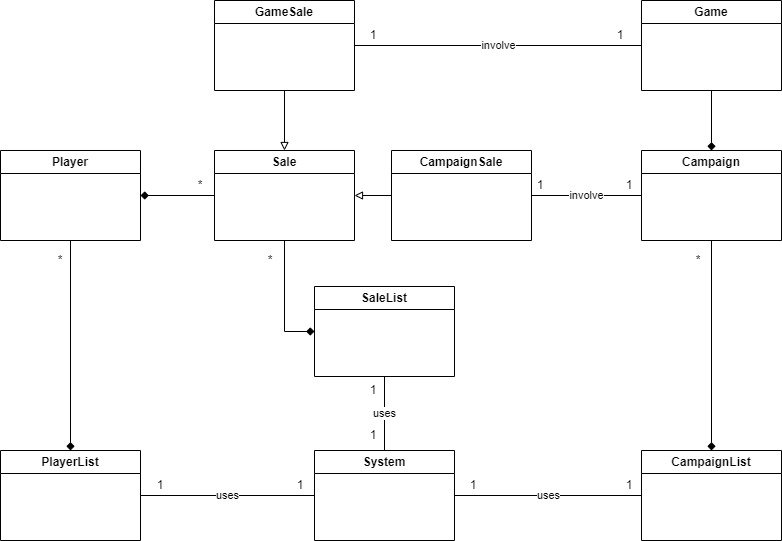 GameSale
Game
1
involve
1
Player
Sale
CampaignSale
Campaign
*
1
involve
1
*
*
*
SaleList
1
uses
1
PlayerList
System
CampaignList
1
uses
1
1
uses
1